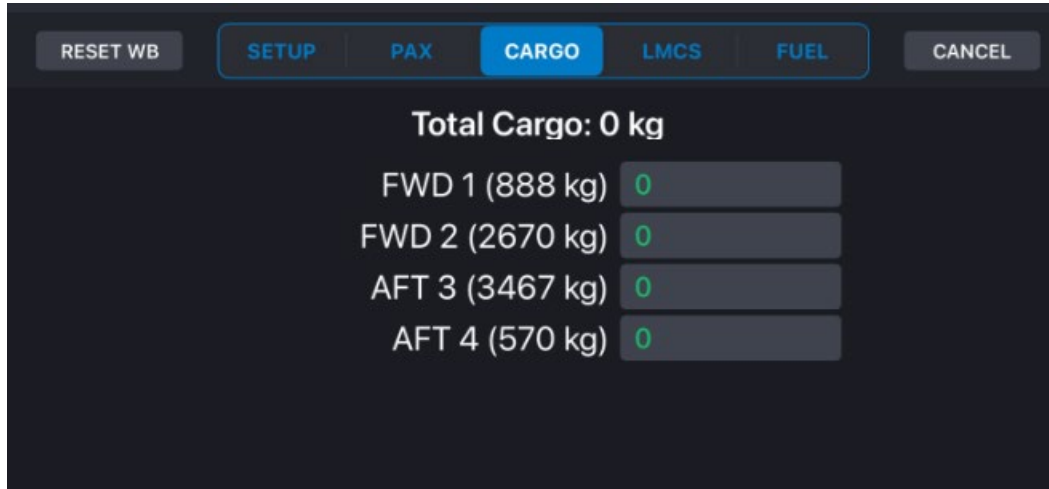 RESET WB SETUP PAX CARGO LMCS FUEL CANCEL
Total Cargo: 0 kg
FWD 1 (888 kg) 0
FWD 2 (2670 kg) 0
AFT 3 (3467 kg) 0
AFT 4 (570 kg) 0